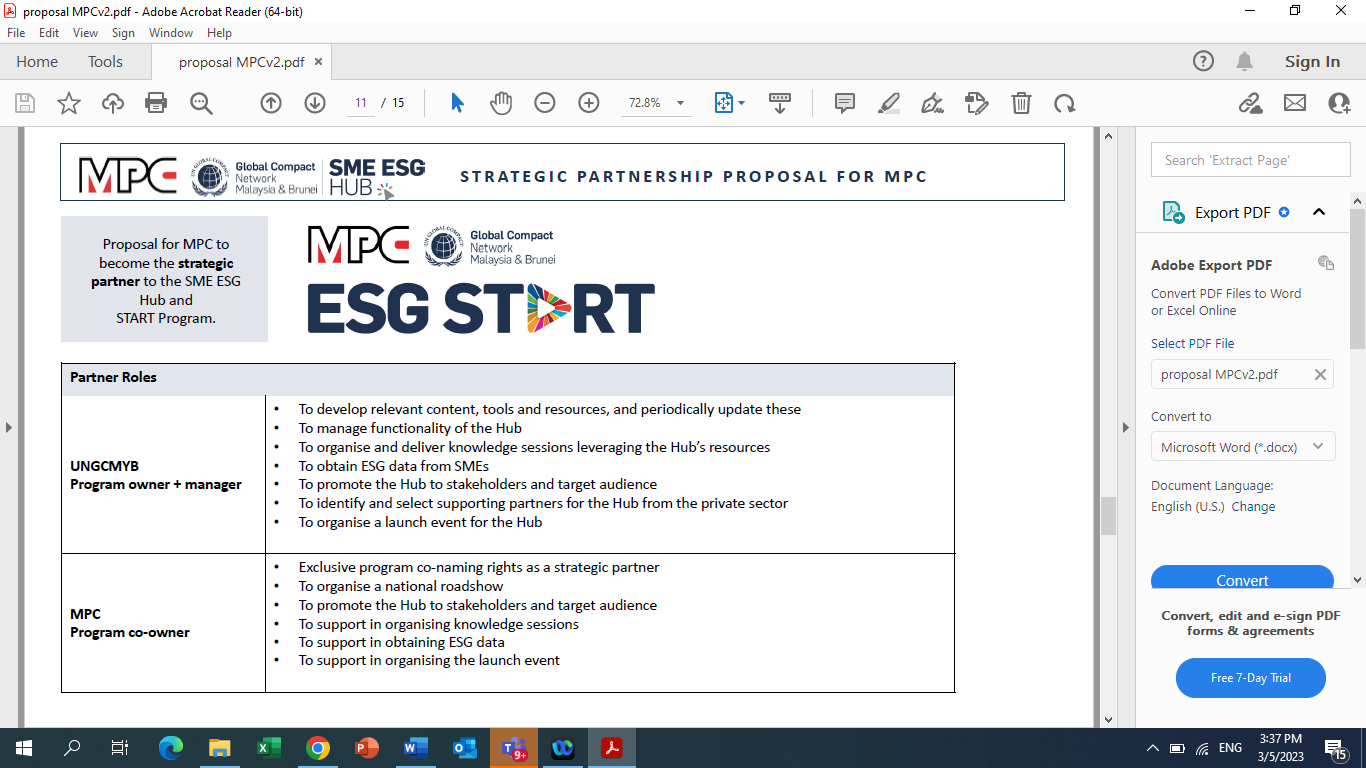 proposal MPCv2.pdf - Adobe Acrobat Reader (64-bit)
File Edit View Sign Window Help
Home Tools proposal MPCv2.pdf ×
Sign In
11 / 15 72.8%
MPC
UN GLOBAL COMPACT
Global Compact
Network
Malaysia & Brunei
SME ESG
HUB
STRATEGIC PARTNERSHIP PROPOSAL FOR MPC
Proposal for MPC to
become the strategic
partner to the SME ESG
Hub and
START Program.
MPC
UN GLOBAL COMPACT
Global Compact
Network
Malaysia & Brunei
ESG START
Partner Roles
UNGCMYB
Program owner + manager
• To develop relevant content, tools and resources, and periodically update these
• To manage functionality of the Hub
• To organise and deliver knowledge sessions leveraging the Hub’s resources
• To obtain ESG data from SMEs
• To promote the Hub to stakeholders and target audience
• To identify and select supporting partners for the Hub from the private sector
• To organise a launch event for the Hub
MPC
Program co-owner
• Exclusive program co-naming rights as a strategic partner
• To organise a national roadshow
• To promote the Hub to stakeholders and target audience
• To support in organising knowledge sessions
• To support in obtaining ESG data
• To support in organising the launch event
Search 'Extract Page'
Export PDF
Adobe Export PDF
Convert PDF Files to Word
or Excel Online
Select PDF File
proposal MPCv2.pdf
Convert to
Microsoft Word (*.docx)
Document Language:
English (U.S.) Change
Convert
Convert, edit and e-sign PDF
forms & agreements
Free 7-Day Trial
9+
ENG
3:37 PM
3/5/2023
15